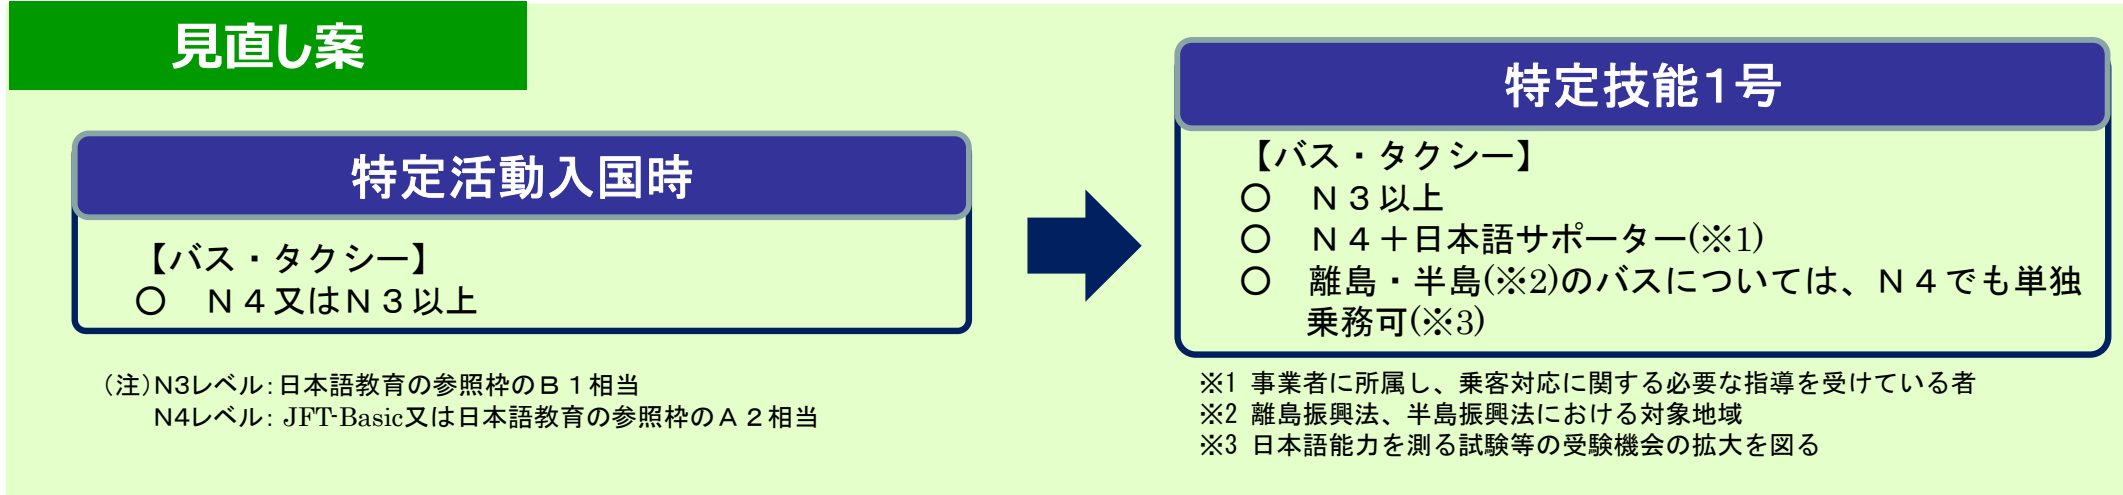 見直し案
特定活動入国時
【バス・タクシー】
○ N4又はN3以上
(注)N3レベル:日本語教育の参照枠のB1相当
N4レベル: JFT-Basic又は日本語教育の参照枠のA2相当
特定技能1号
【バス・タクシー】
○ N3以上
○ N4+日本語サポーター(※1)
○ 離島・半島(※2)のバスについては、N4でも単独
乗務可(※3)
※1 事業者に所属し、乗客対応に関する必要な指導を受けている者
※2 離島振興法、半島振興法における対象地域
※3 日本語能力を測る試験等の受験機会の拡大を図る